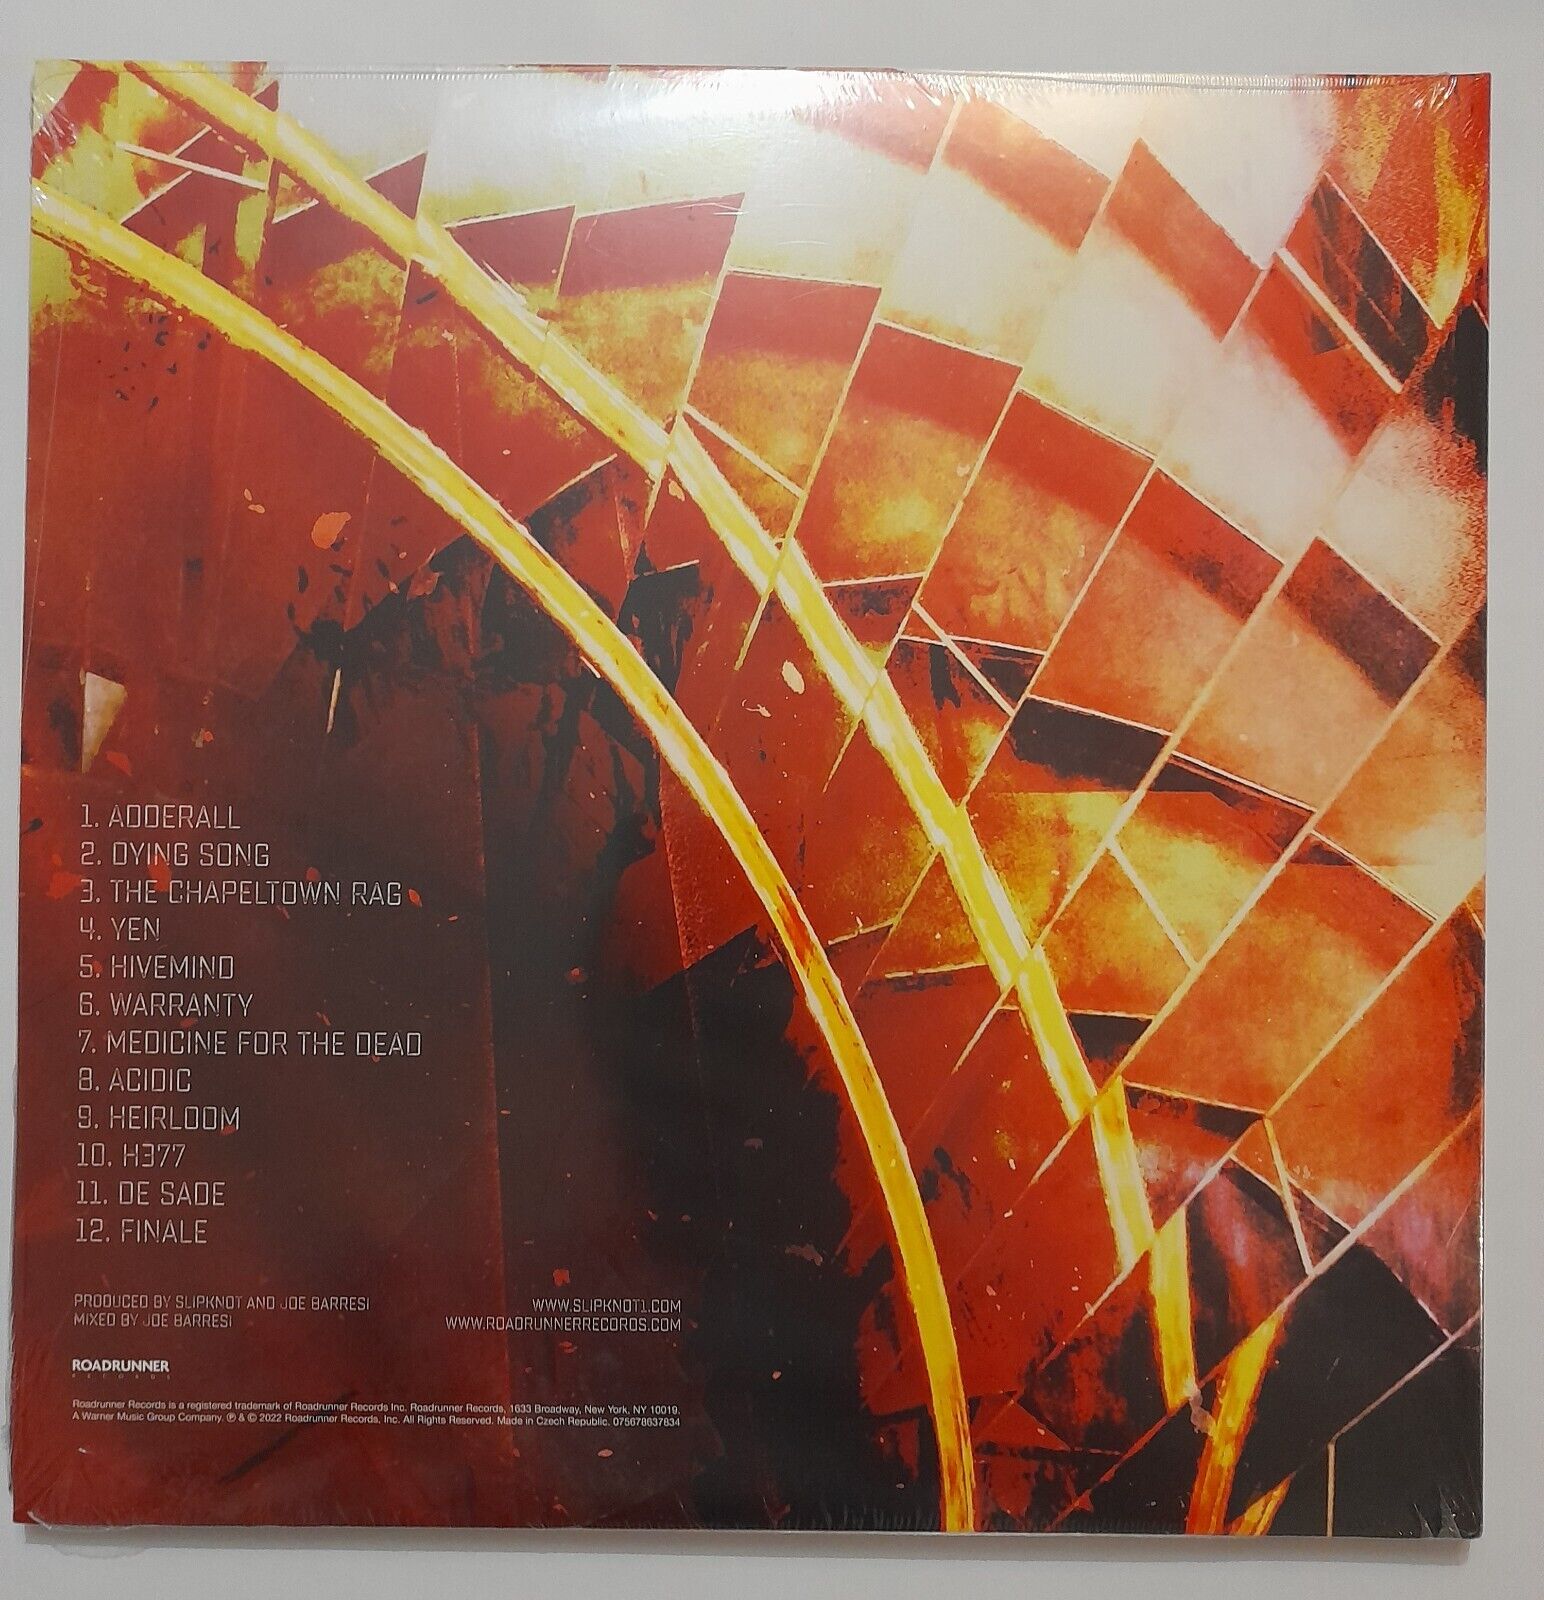 1. ADDERALL
2. DYING SONG
3. THE CHAPELTOWN RAG
4. YEN
5. HIVEMIND
6. WARRANTY
7. MEDICINE FOR THE DEAD
8. ACIDIC
9. HEIRLOOM
10. H377
11. DE SADE
12. FINALE
PRODUCED BY SLIPKNOT AND JOE BARRESI
MIXED BY JOE BARRESI
WWW.SLIPKNOT1.COM
WWW.ROADRUNNERRECORDS.COM
ROADRUNNER
RECORDS
Roadrunner Records is a registered trademark of Roadrunner Records Inc. Roadrunner Records, 1633 Broadway, New York, NY 10019.
A Warner Music Group Company. ℗ & © 2022 Roadrunner Records, Inc. All Rights Reserved. Made in Czech Republic. 075678637834